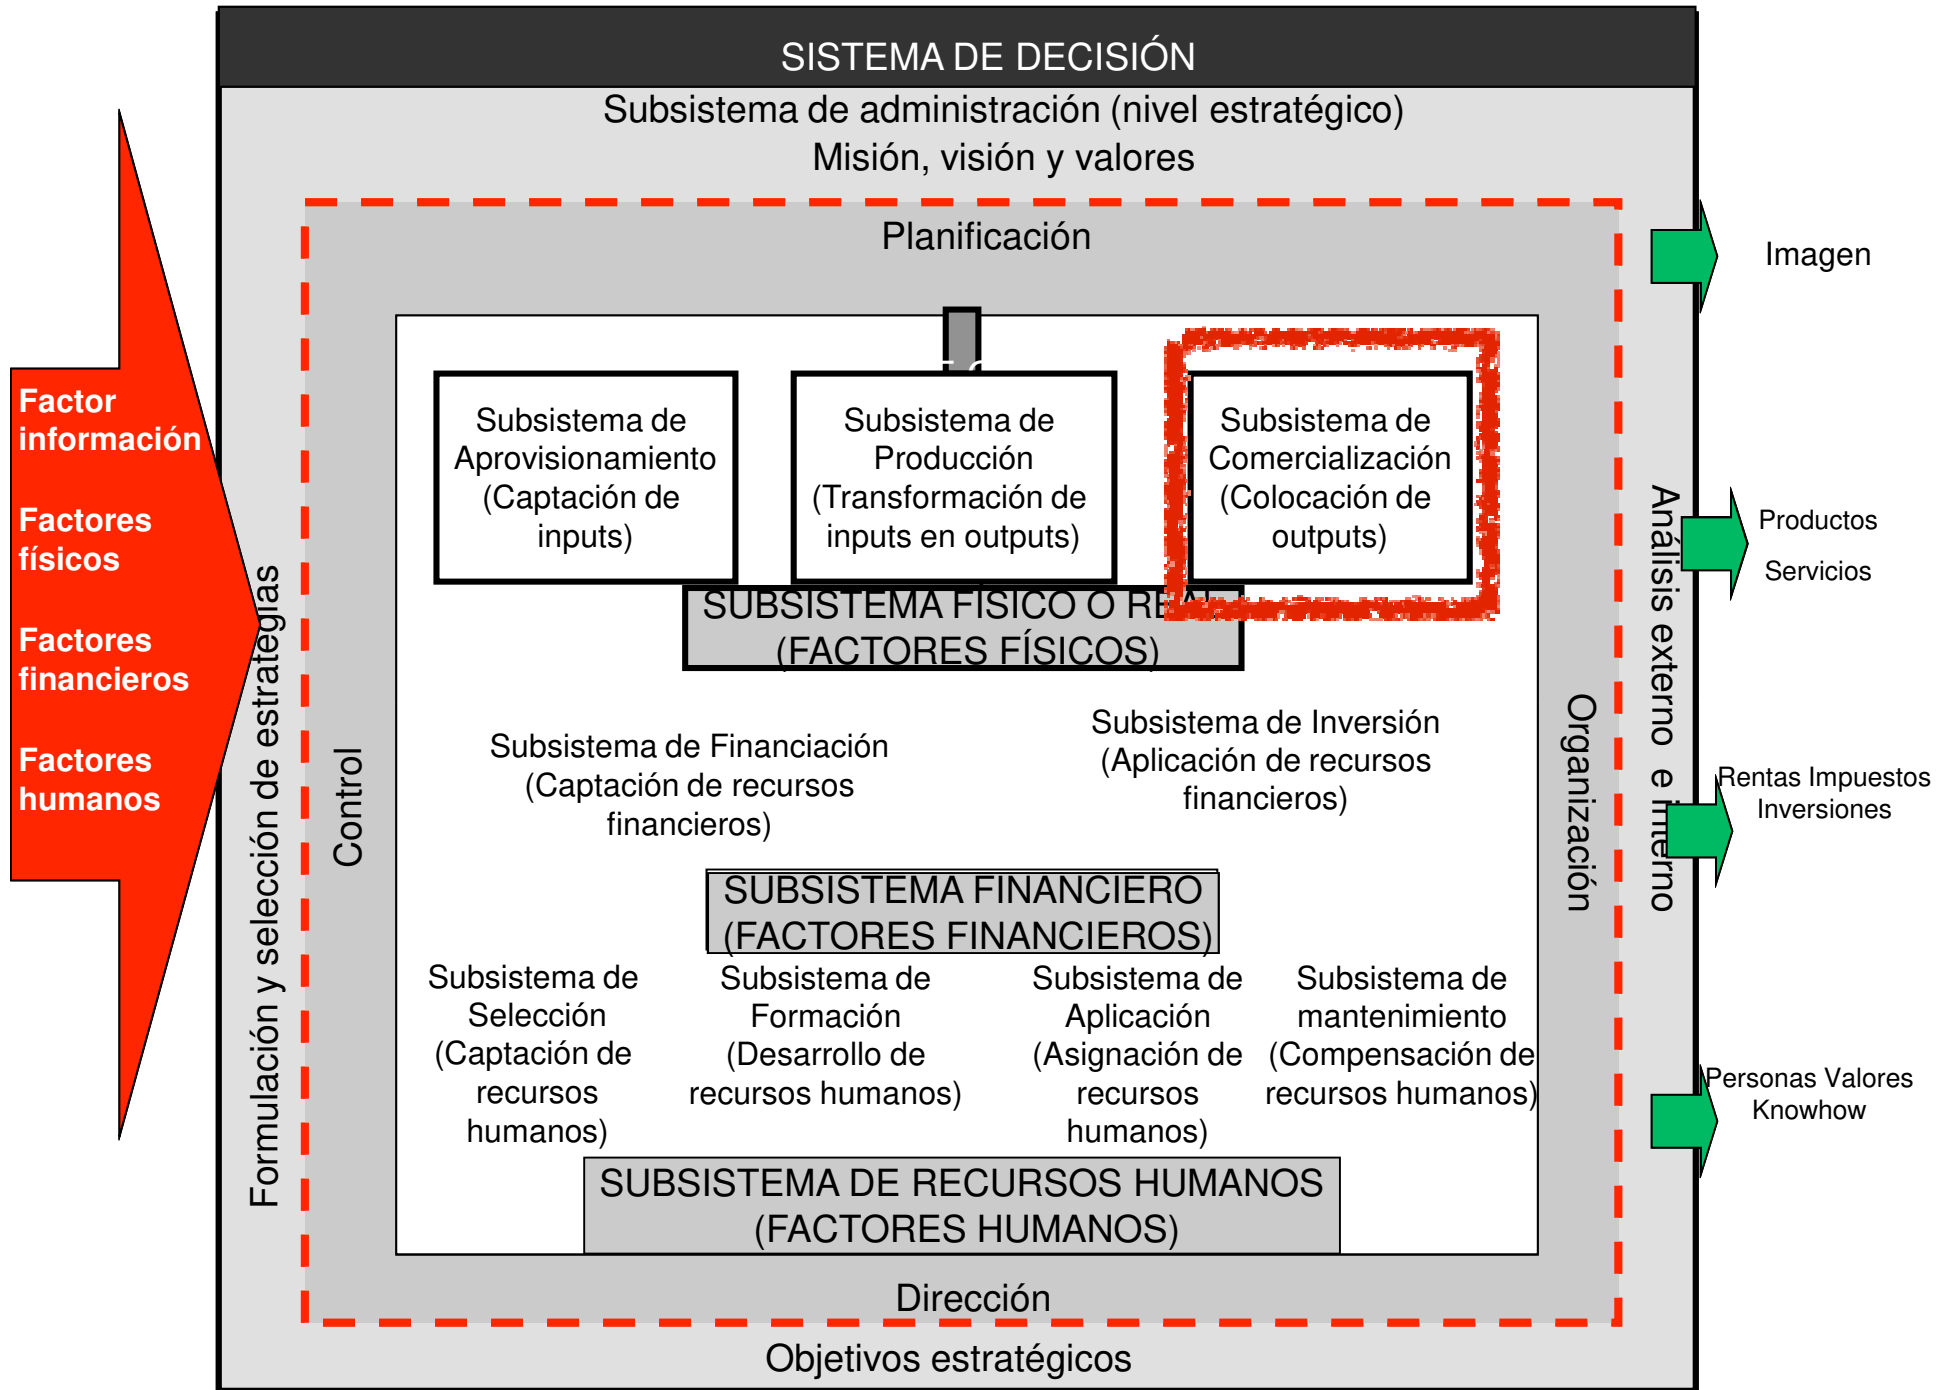 SISTEMA DE DECISIÓN
Subsistema de administración (nivel estratégico)
Misión, visión y valores
Planificación
Imagen
Factor
información
Factores
físicos
Factores
financieros
Factores
humanos
Formulación y selección de estrategias
Control
Subsistema de
Aprovisionamiento
(Captación de
inputs)
Subsistema de
Producción
(Transformación de
inputs en outputs)
Subsistema de
Comercialización
(Colocación de
outputs)
SUBSISTEMA FÍSICO O
(FACTORES FÍSICOS)
Subsistema de Financiación
(Captación de recursos
financieros)
Subsistema de Inversión
(Aplicación de recursos
financieros)
SUBSISTEMA FINANCIERO
(FACTORES FINANCIEROS)
Subsistema de
Selección
(Captación de
recursos
humanos)
Subsistema de
Formación
(Desarrollo de
recursos humanos)
Subsistema de
Aplicación
(Asignación de
recursos
humanos)
Subsistema de
mantenimiento
(Compensación de
recursos humanos)
SUBSISTEMA DE RECURSOS HUMANOS
(FACTORES HUMANOS)
Organización
Análisis externo e interno
Productos
Servicios
Rentas Impuestos
Inversiones
Personas Valores
Knowhow
Dirección
Objetivos estratégicos